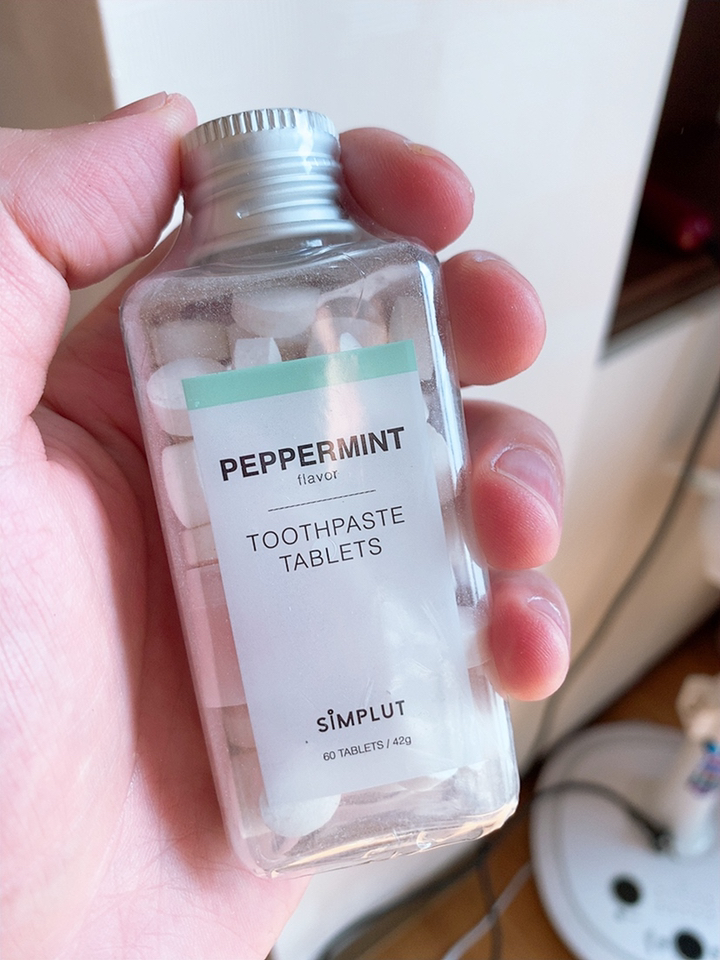 PEPPERMINT
flavor
TOOTHPASTE
TABLETS
SiMPLUT
60 TABLETS / 42g